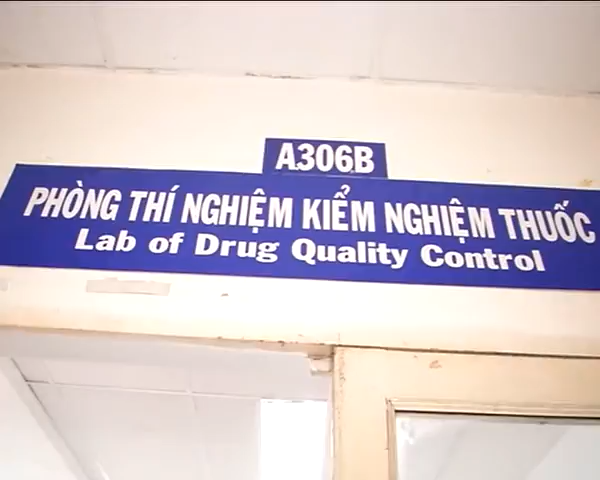 A306B
PHÒNG THÍ NGHIỆM KIỂM NGHIỆM THUỐC
Lab of Drug Quality Control